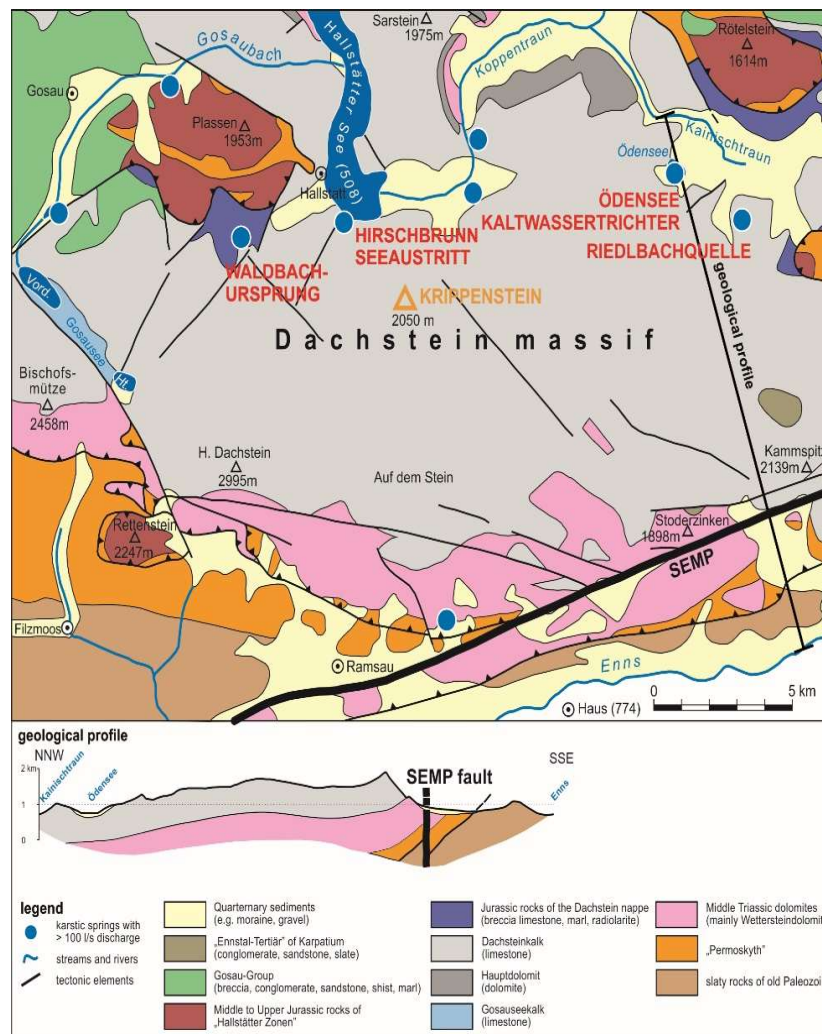 Sarstein
1975m
Rötelstein
1614m
Gosaubach
Hallstätter See (508)
Koppentraun
Gosau
Plassen
1953m
Kainischtraun
Ödensee
Hallstatt
ÖDENSEE
KALTWASSERTRICHTER
HIRSCHBRUNN
SEEAUSTRITT
RIEDLBACHQUELLE
WALDBACH-
URSPRUNG
KRIPPENSTEIN
2050 m
Dachstein massif
geological profile
Vord.
Gosausee
Ht.
Bischofs-
mütze
2458m
H. Dachstein
2995m
Auf dem Stein
Kammspitz
2139m
Stoderzinken
1898m
Rettenstein
2247m
SEMP
Filzmoos
Ramsau
Enns
0 5 km
Haus (774)
geological profile
NNW
SSE
2 km
1
0
Kainischtraun
Ödensee
SEMP fault
Enns
legend
karstic springs with
> 100 l/s discharge
streams and rivers
tectonic elements
Quarternary sediments
(e.g. moraine, gravel)
„Ennstal-Tertiär" of Karpatium
(conglomerate, sandstone, slate)
Gosau-Group
(breccia, conglomerate, sandstone, shist, marl)
Middle to Upper Jurassic rocks of
„Hallstätter Zonen"
Jurassic rocks of the Dachstein nappe
(breccia limestone, marl, radiolarite)
Dachsteinkalk
(limestone)
Hauptdolomit
(dolomite)
Gosauseekalk
(limestone)
Middle Triassic dolomites
(mainly Wettersteindolomit
„Permoskyth"
slaty rocks of old Paleozoi